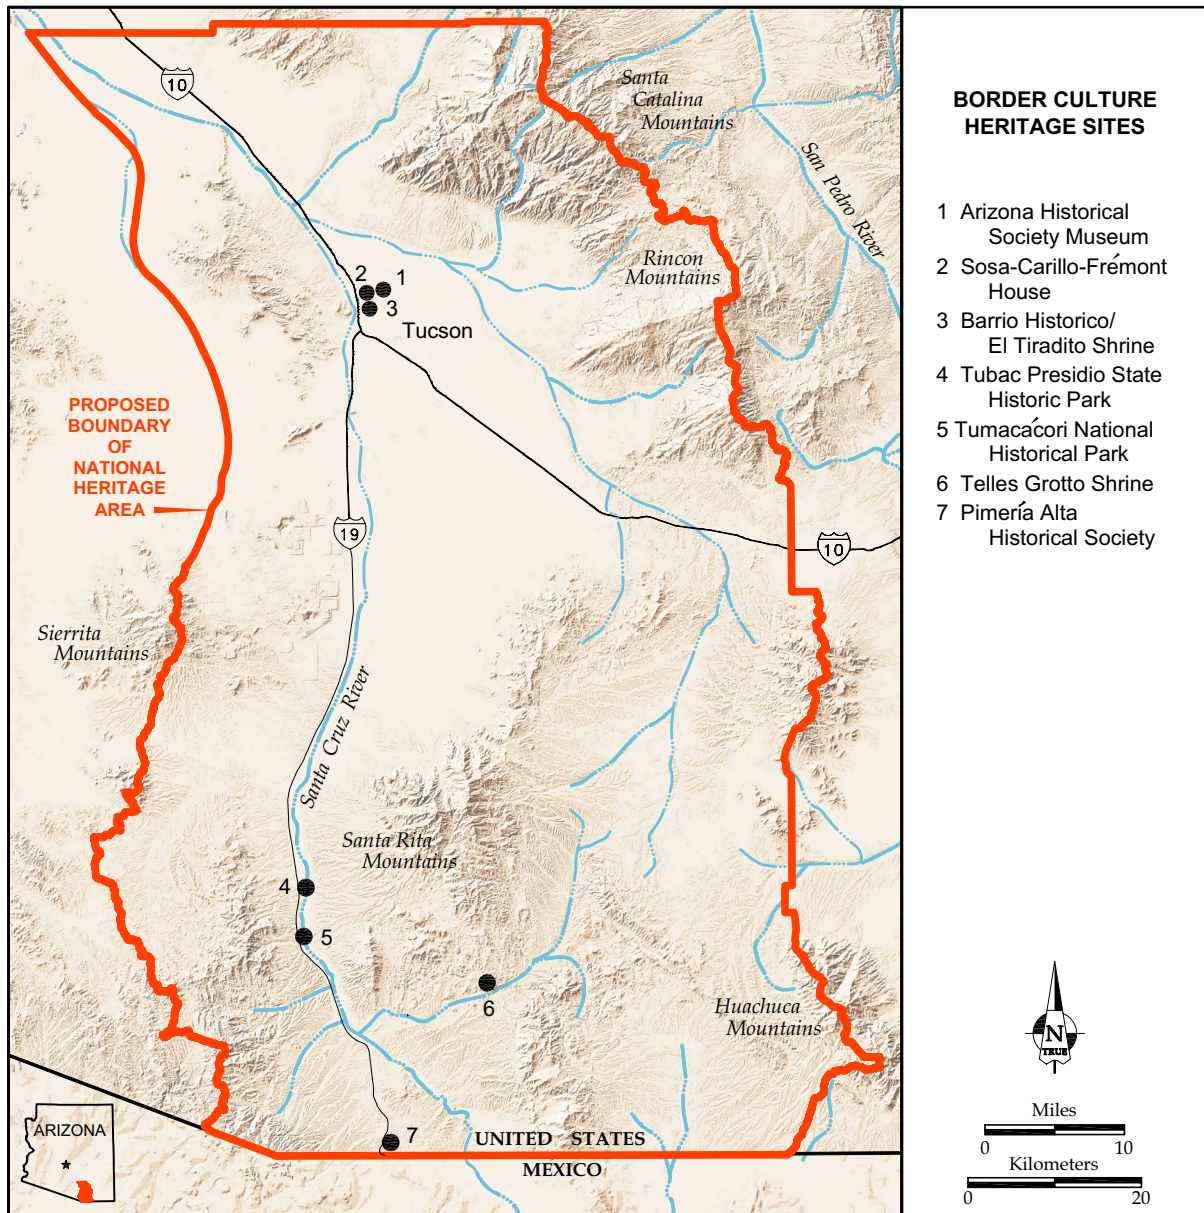 BORDER CULTURE
HERITAGE SITES
1 Arizona Historical
Society Museum
2 Sosa-Carillo-Frémont
House
3 Barrio Historico/
El Tiradito Shrine
4 Tubac Presidio State
Historic Park
5 Tumacácori National
Historical Park
6 Telles Grotto Shrine
7 Pimería Alta
Historical Society
10
Santa
Catalina
Mountains
San Pedro River
Rincon
Mountains
2
1
3
Tucson
PROPOSED
BOUNDARY
OF
NATIONAL
HERITAGE
AREA
19
10
Sierrita
Mountains
Santa Cruz River
Santa Rita
Mountains
4
5
6
Huachuca
Mountains
7
UNITED STATES
MEXICO
ARIZONA
N
TRUE
Miles
0
10
Kilometers
0
20